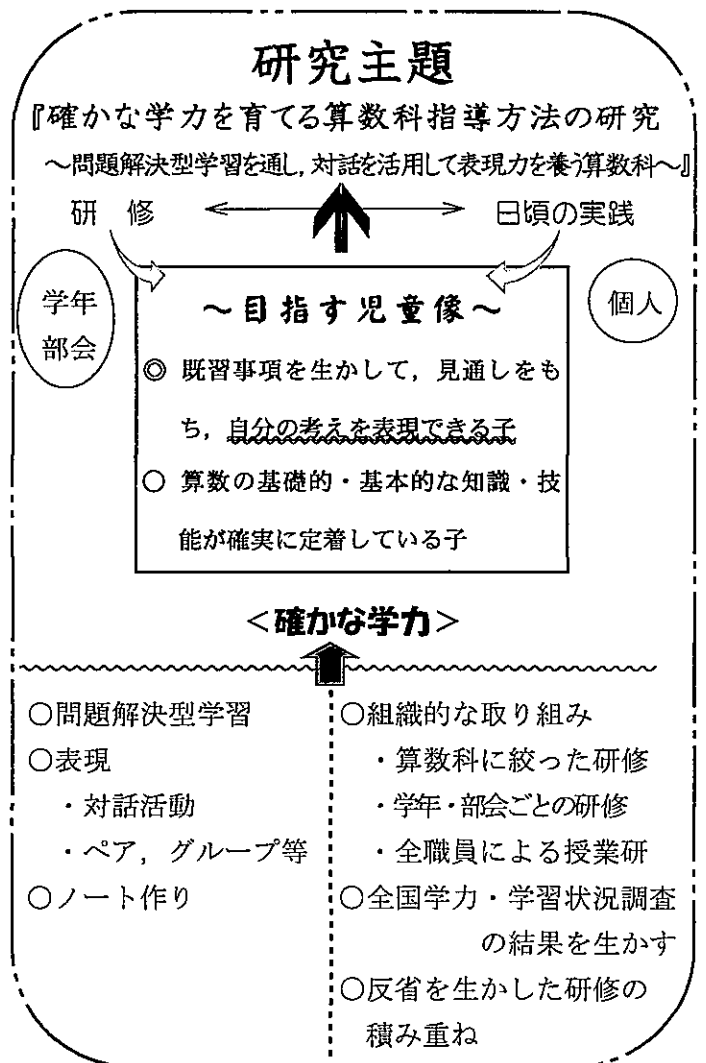 研究主題
『確かな学力を育てる算数科指導方法の研究
～問題解決型学習を通し，対話を活用して表現力を養う算数科～』
研　修
日頃の実践
学年
部会
個人
～目指す児童像～
◎ 既習事項を生かして，見通しをも
ち，自分の考えを表現できる子
○ 算数の基礎的・基本的な知識・技
能が確実に定着している子
＜確かな学力＞
○問題解決型学習
○表現
・対話活動
・ペア，グループ等
○ノート作り
○組織的な取り組み
・算数科に絞った研修
・学年・部会ごとの研修
・全職員による授業研
○全国学力・学習状況調査
の結果を生かす
○反省を生かした研修の
積み重ね